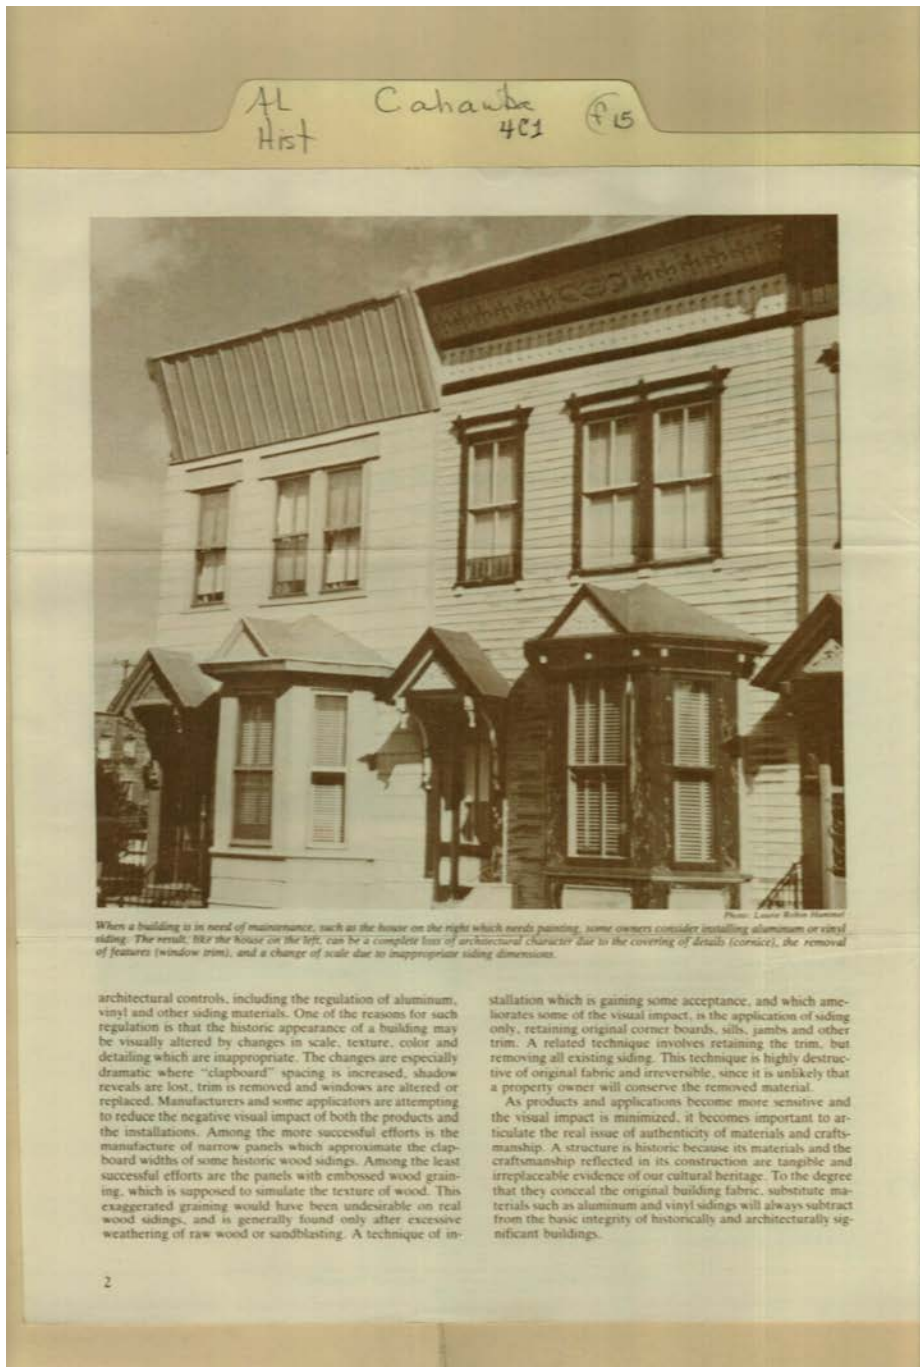 AL Cahawba
Hist 4C1 f15
Photo: Laurie Robin Hammel
When a building is in need of maintenance, such as the house on the right which needs painting, some owners consider installing aluminum or vinyl
siding. The result, like the house on the left, can be a complete loss of architectural character due to the covering of details (cornice), the removal
of features (window trim), and a change of scale due to inappropriate siding dimensions.
architectural controls, including the regulation of aluminum,
vinyl and other siding materials. One of the reasons for such
regulation is that the historic appearance of a building may
be visually altered by changes in scale, texture, color and
detailing which are inappropriate. The changes are especially
dramatic where "clapboard" spacing is increased, shadow
reveals are lost, trim is removed and windows are altered or
replaced. Manufacturers and some applicators are attempting
to reduce the negative visual impact of both the products and
the installations. Among the more successful efforts is the
manufacture of narrow panels which approximate the clap-
board widths of some historic wood sidings. Among the least
successful efforts are the panels with embossed wood grain-
ing, which is supposed to simulate the texture of wood. This
exaggerated graining would have been undesirable on real
wood sidings, and is generally found only after excessive
weathering of raw wood or sandblasting. A technique of in-
stallation which is gaining some acceptance, and which ame-
liorates some of the visual impact, is the application of siding
only, retaining original corner boards, sills, jambs and other
trim. A related technique involves retaining the trim, but
removing all existing siding. This technique is highly destruc-
tive of original fabric and irreversible, since it is unlikely that
a property owner will conserve the removed material.
As products and applications become more sensitive and
the visual impact is minimized, it becomes important to ar-
ticulate the real issue of authenticity of materials and crafts-
manship. A structure is historic because its materials and the
craftsmanship reflected in its construction are tangible and
irreplaceable evidence of our cultural heritage. To the degree
that they conceal the original building fabric, substitute ma-
terials such as aluminum and vinyl sidings will always subtract
from the basic integrity of historically and architecturally sig-
nificant buildings.
2